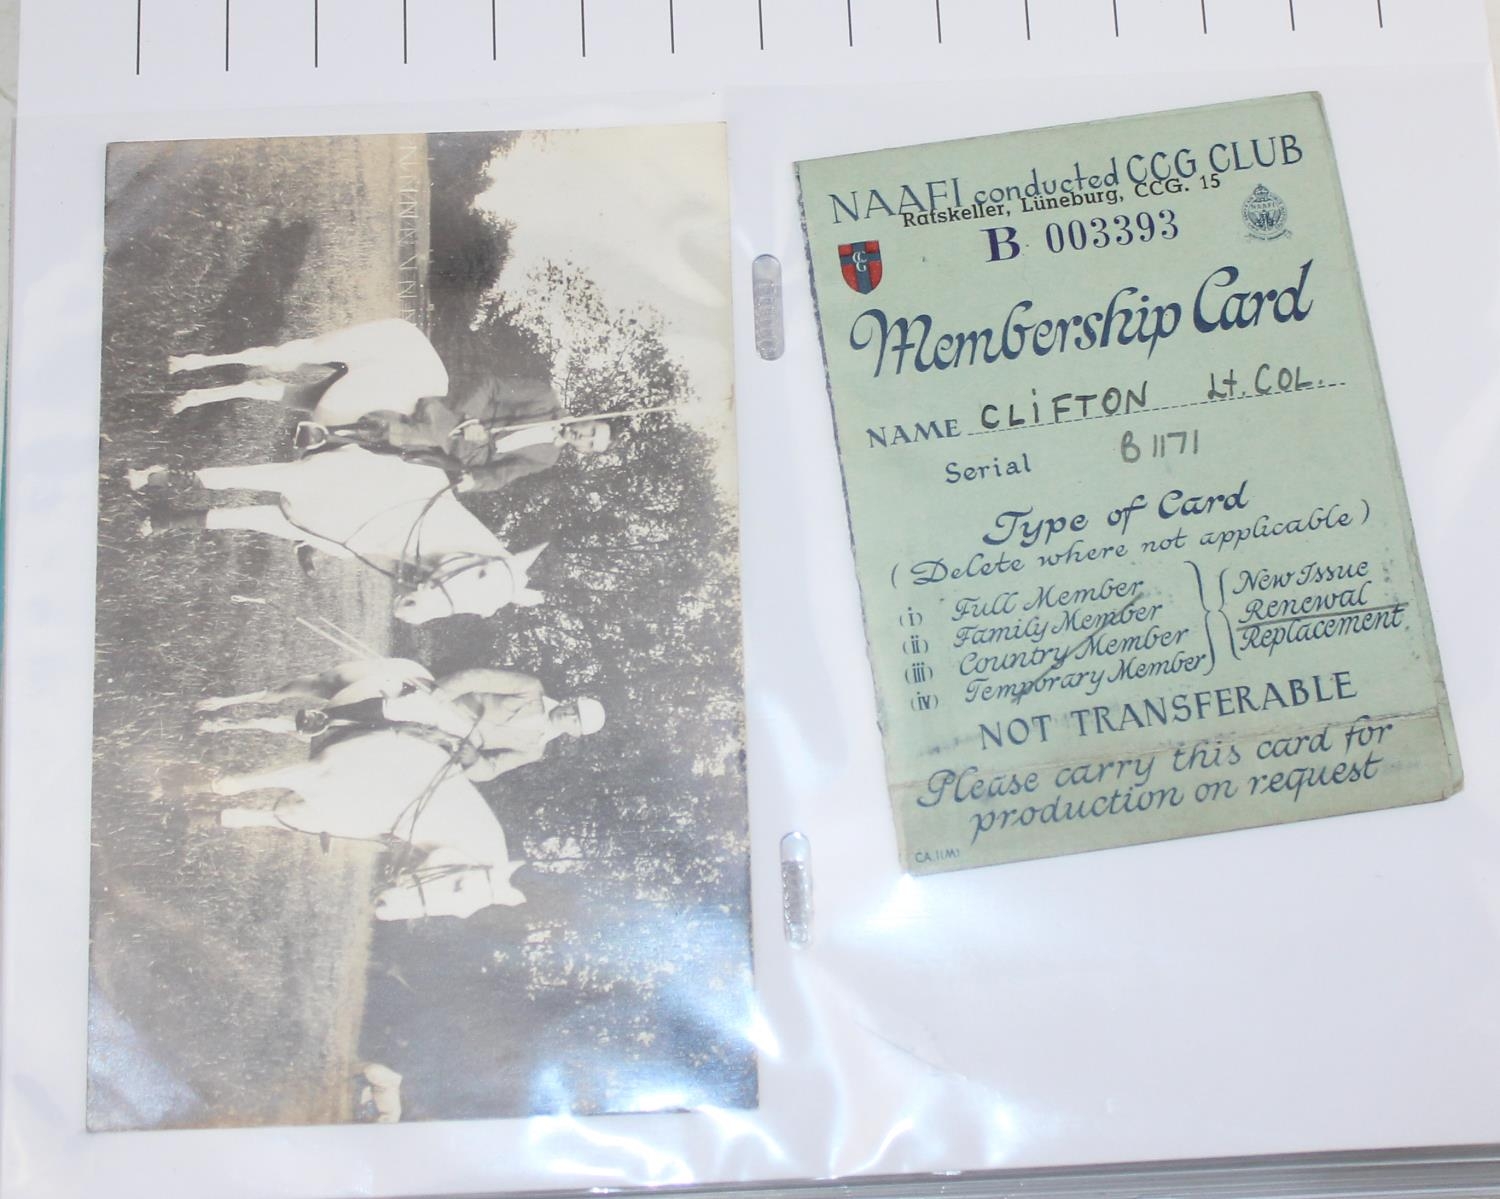 NAAFI conducted CCG CLUB
Ratskeller, Lüneburg, CCG. 15
B 003393
CCG
NAAFI
Membership Card
NAME CLIFTON Lt. COL.
Serial B 1171
Type of Card
(Delete where not applicable)
(i) Full Member
(ii) Family Member
(iii) Country Member
(iv) Temporary Member
New Issue
Renewal
Replacement
NOT TRANSFERABLE
Please carry this card for
production on request